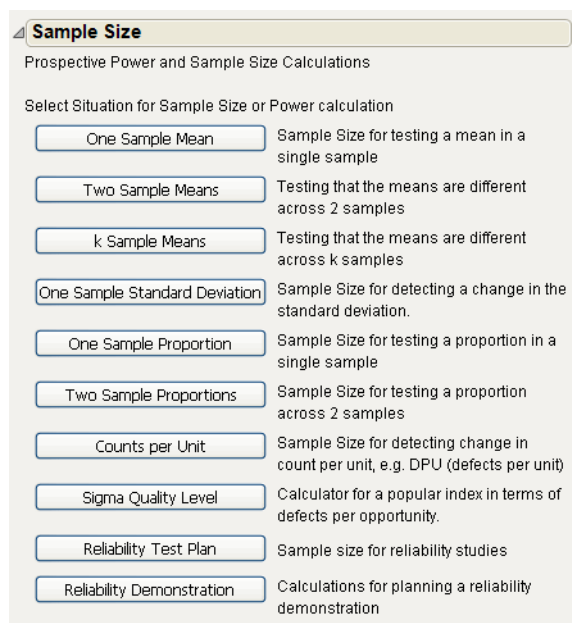 Sample Size
Prospective Power and Sample Size Calculations
Select Situation for Sample Size or Power calculation
One Sample Mean
Sample Size for testing a mean in a
single sample
Two Sample Means
Testing that the means are different
across 2 samples
k Sample Means
Testing that the means are different
across k samples
One Sample Standard Deviation
Sample Size for detecting a change in the
standard deviation.
One Sample Proportion
Sample Size for testing a proportion in a
single sample
Two Sample Proportions
Sample Size for testing a proportion
across 2 samples
Counts per Unit
Sample Size for detecting change in
count per unit, e.g. DPU (defects per unit)
Sigma Quality Level
Calculator for a popular index in terms of
defects per opportunity.
Reliability Test Plan
Sample size for reliability studies
Reliability Demonstration
Calculations for planning a reliability
demonstration